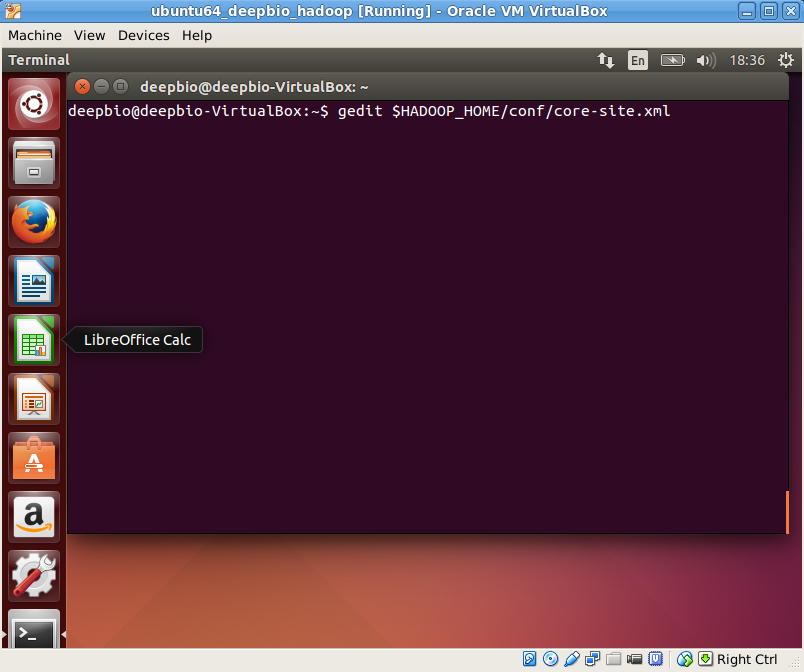 ubuntu64_deepbio_hadoop [Running] - Oracle VM VirtualBox
Machine View Devices Help
Terminal En 18:36
deepbio@deepbio-VirtualBox: ~
deepbio@deepbio-VirtualBox:~$ gedit $HADOOP_HOME/conf/core-site.xml
LibreOffice Calc
A
a
>_
Right Ctrl